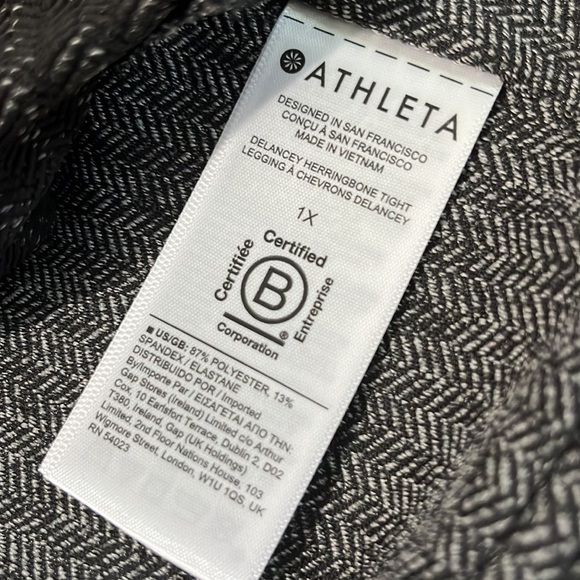 ATHLETA
DESIGNED IN SAN FRANCISCO
CONÇU À SAN FRANCISCO
MADE IN VIETNAM
DELANCEY HERRINGBONE TIGHT
LEGGING À CHEVRONS DELANCEY
1X
Certified
Certifiée
B
Entreprise
®
Corporation
■ US/GB: 87% POLYESTER, 13%
SPANDEX / ELASTANE
DISTRIBUIDO POR / Imported
By/Importe Par / ΕΙΣΑΓΕΤΑΙ ΑΠΟ ΤΗΝ:
Gap Stores (Ireland) Limited c/o Arthur
Cox, 10 Earlsfort Terrace, Dublin 2, D02
T380, Ireland, Gap (UK Holdings)
Limited, 2nd Floor Nations House, 103
Wigmore Street, London, W1U 1QS, UK
RN 54023